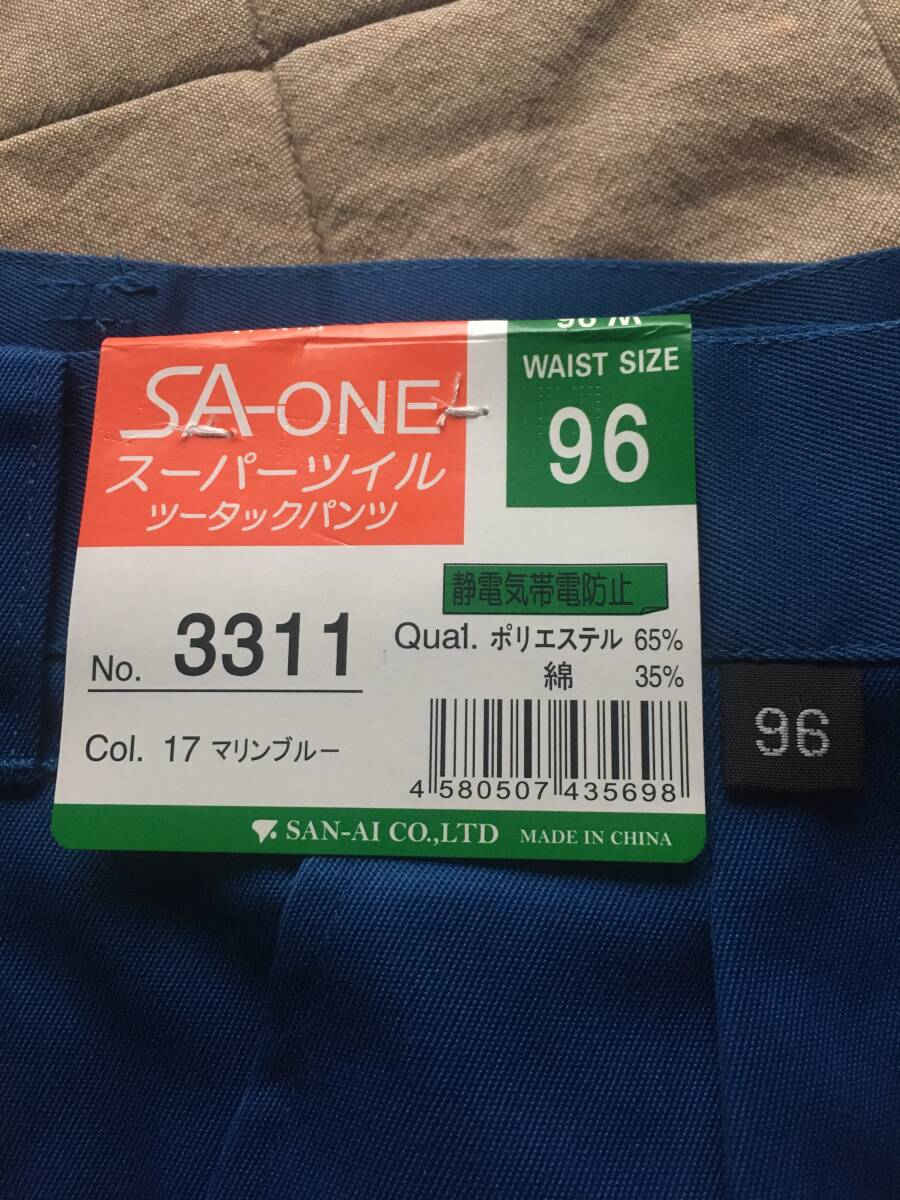 SA-ONE
スーパーツイル
ツータックパンツ
WAIST SIZE
96
静電気帯電防止
No. 3311
Qual. ポリエステル 65%
綿 35%
Col. 17 マリンブルー
4 580507 435698
SAN-AI CO.,LTD MADE IN CHINA
96